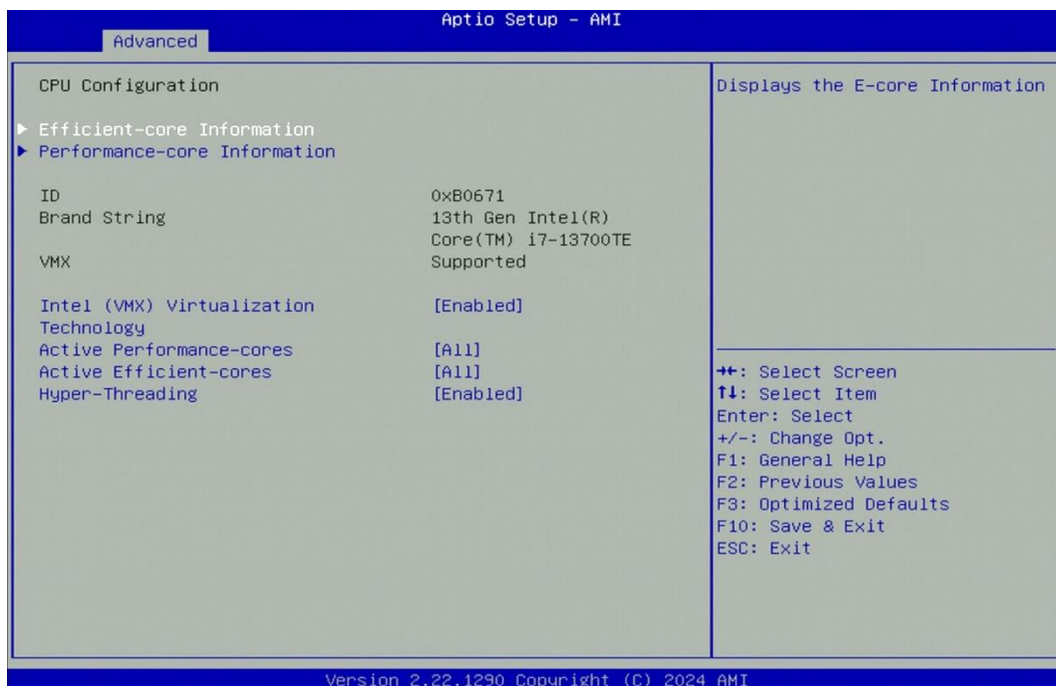 Aptio Setup - AMI
Advanced
CPU Configuration
Efficient-core Information
Performance-core Information
ID 0xB0671
Brand String 13th Gen Intel(R)
Core(TM) i7-13700TE
VMX Supported
Intel (VMX) Virtualization [Enabled]
Technology
Active Performance-cores [All]
Active Efficient-cores [All]
Hyper-Threading [Enabled]
Displays the E-core Information
→←: Select Screen
↑↓: Select Item
Enter: Select
+/-: Change Opt.
F1: General Help
F2: Previous Values
F3: Optimized Defaults
F10: Save & Exit
ESC: Exit
Version 2.22.1290 Copyright (C) 2024 AMI